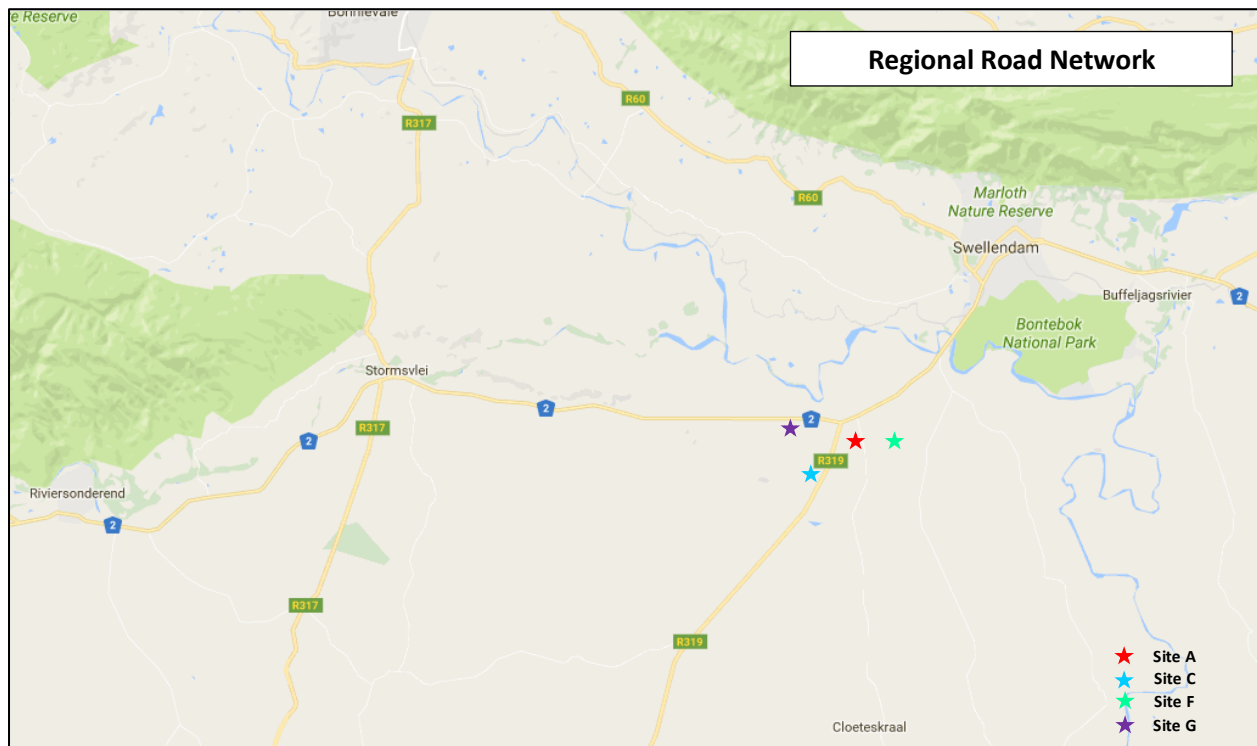 e Reserve
Bonnievale
Regional Road Network
R60
R317
R60
Marloth
Nature Reserve
Swellendam
Buffeljagsrivier
2
Bontebok
National Park
Stormsvlei
2
2
R317
2
R319
Riviersonderend
2
R317
R319
Site A
Site C
Site F
Site G
Cloeteskraal